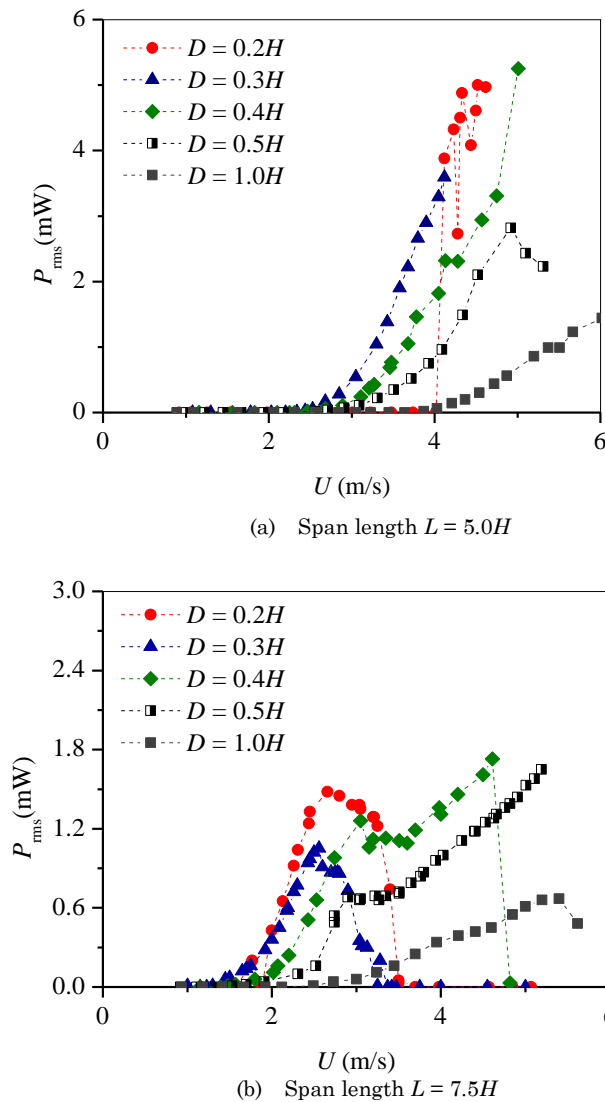 6
4
2
0
P_rms(mW)
D = 0.2H
D = 0.3H
D = 0.4H
D = 0.5H
D = 1.0H
0 2 4 6
U (m/s)
(a) Span length L = 5.0H
3.0
2.4
1.8
1.2
0.6
0.0
P_rms(mW)
D = 0.2H
D = 0.3H
D = 0.4H
D = 0.5H
D = 1.0H
0 2 4 6
U (m/s)
(b) Span length L = 7.5H